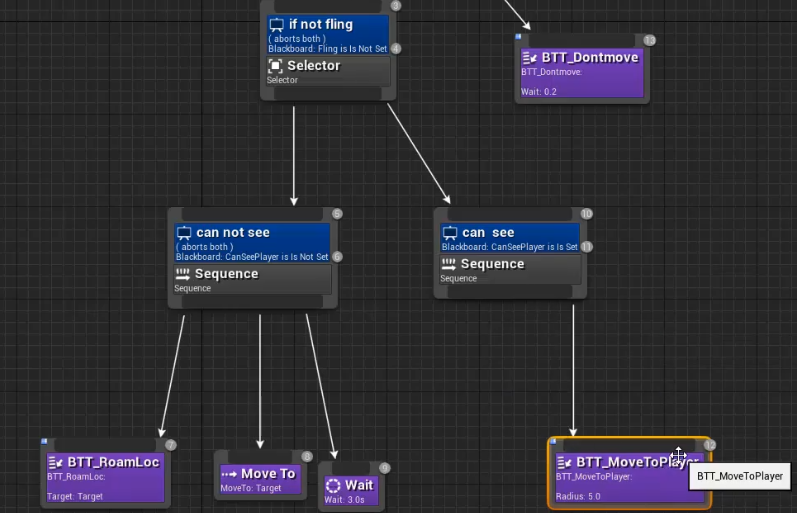 3
if not fling
( aborts both )
Blackboard: Fling is Is Not Set
4
Selector
Selector
13
BTT_Dontmove
BTT_Dontmove:
Wait: 0.2
5
can not see
( aborts both )
Blackboard: CanSeePlayer is Is Not Set
6
Sequence
Sequence
10
can see
Blackboard: CanSeePlayer is Is Set
11
Sequence
Sequence
7
BTT_RoamLoc
BTT_RoamLoc:
Target: Target
8
Move To
MoveTo: Target
9
Wait
Wait: 3.0s
12
BTT_MoveToPlayer
BTT_MoveToPlayer:
Radius: 5.0
BTT_MoveToPlayer